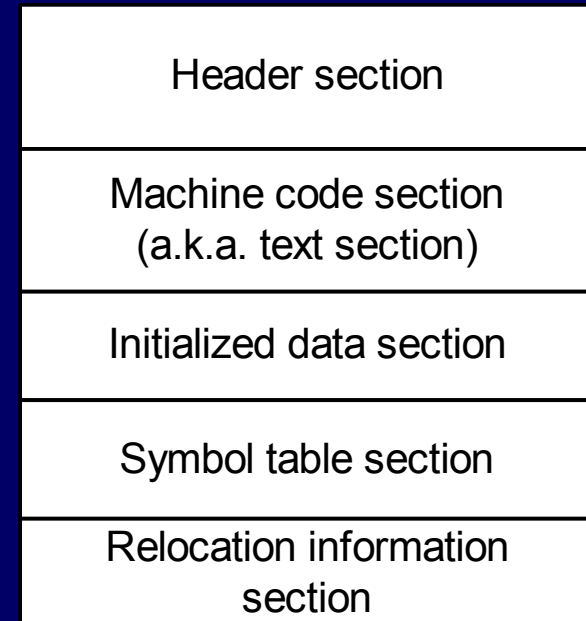 Header section
Machine code section
(a.k.a. text section)
Initialized data section
Symbol table section
Relocation information
section